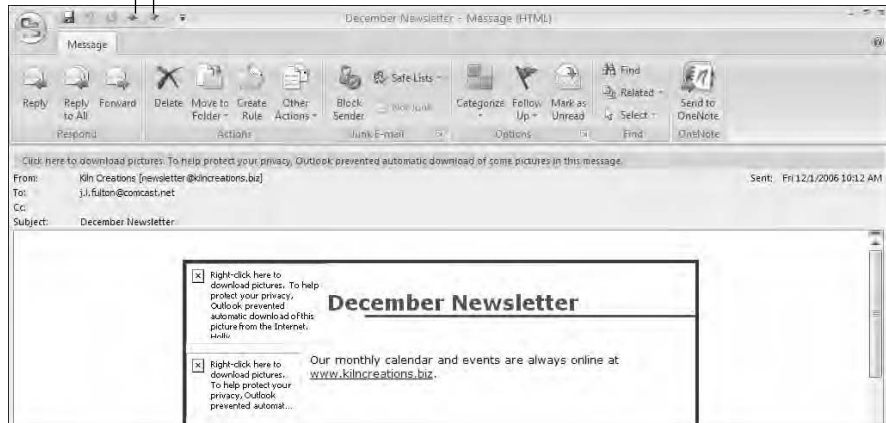 December Newsletter - Message (HTML)
Message
Reply
Reply to All
Forward
Respond
Delete
Move to Folder
Create Rule
Other Actions
Actions
Block Sender
Safe Lists
Not Junk
Junk E-mail
Categorize
Follow Up
Mark as Unread
Options
Find
Related
Select
Find
Send to OneNote
OneNote
Click here to download pictures. To help protect your privacy, Outlook prevented automatic download of some pictures in this message.
From: Kiln Creations [newsletter@kilncreations.biz]
Sent: Fri 12/1/2006 10:12 AM
To: j.l.fulton@comcast.net
Cc:
Subject: December Newsletter
Right-click here to
download pictures. To help
protect your privacy,
Outlook prevented
automatic download of this
picture from the Internet.
Holly
December Newsletter
Right-click here to
download pictures.
To help protect your
privacy, Outlook
prevented automat...
Our monthly calendar and events are always online at
www.kilncreations.biz.